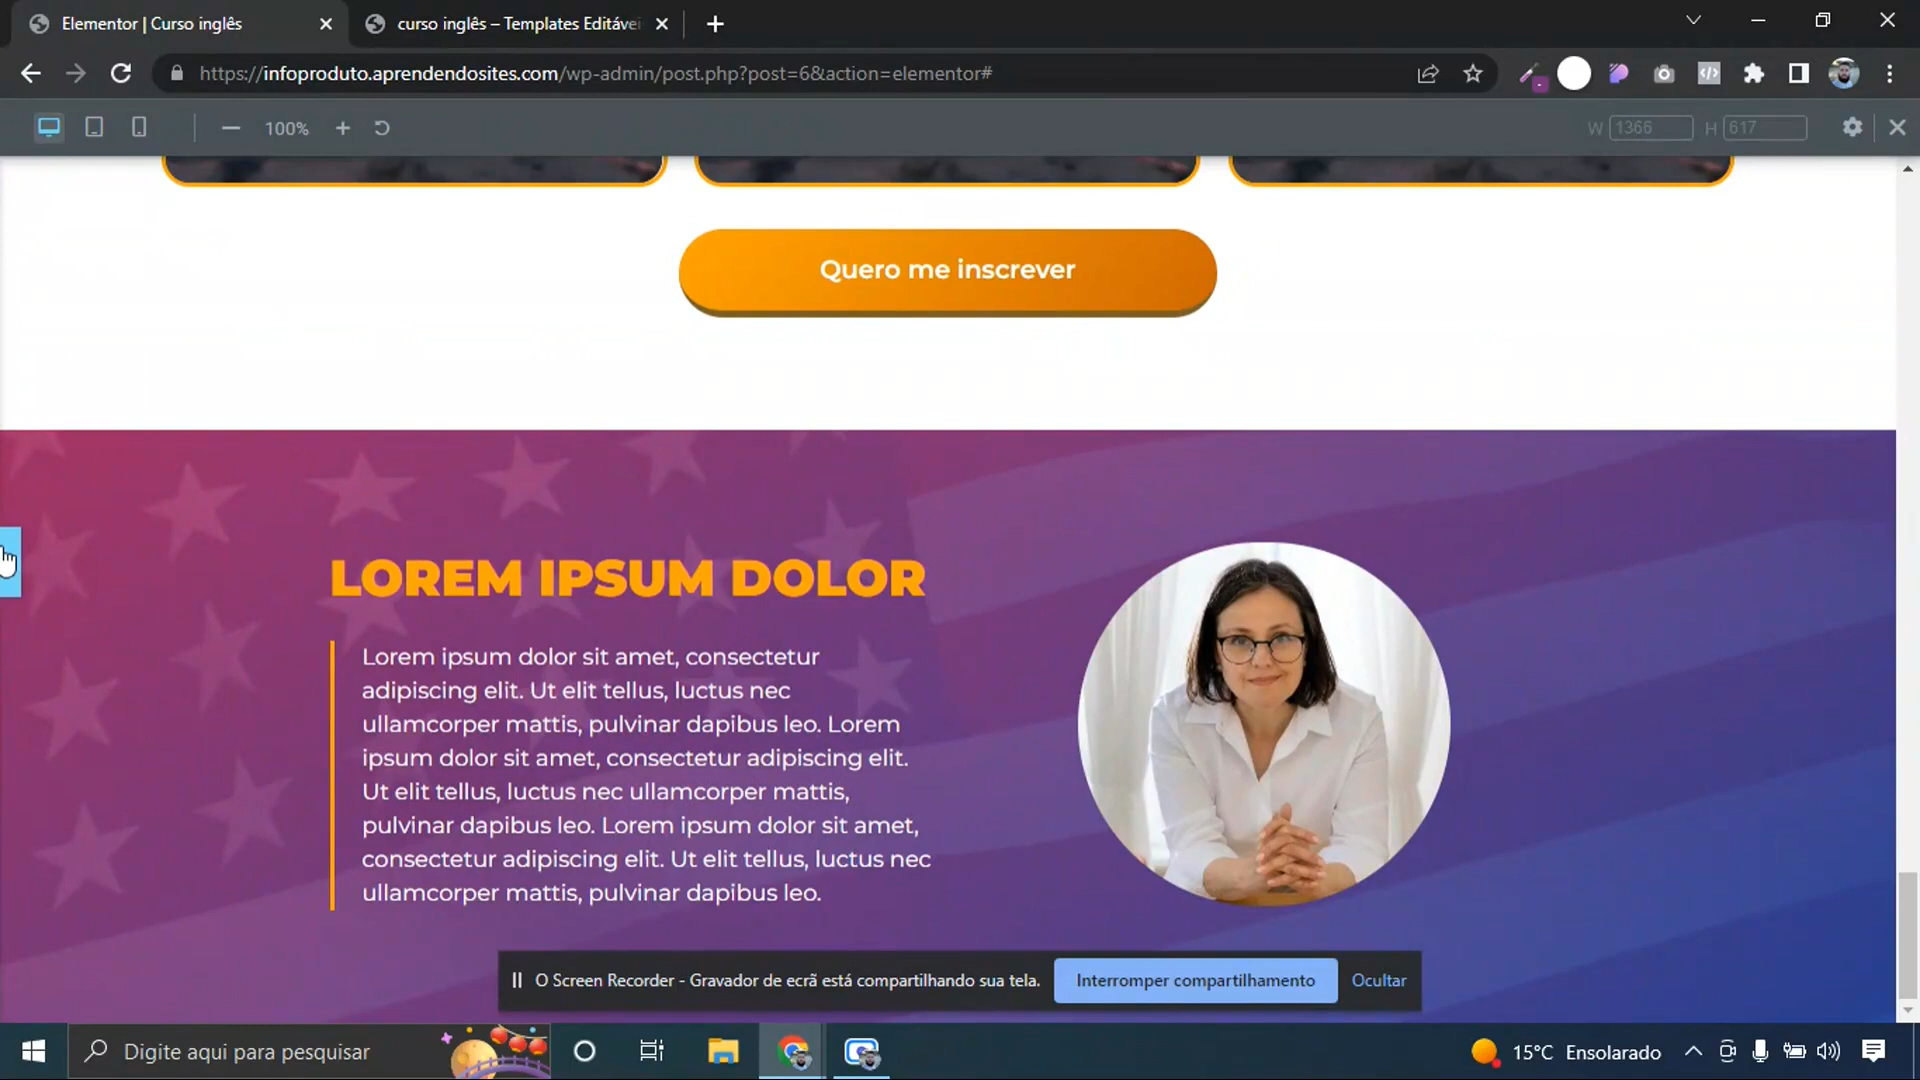 Elementor | Curso inglês
curso inglês – Templates Editávei
https://infoproduto.aprendendosites.com/wp-admin/post.php?post=6&action=elementor#
100%
W 1366 H 617
Quero me inscrever
LOREM IPSUM DOLOR
Lorem ipsum dolor sit amet, consectetur
adipiscing elit. Ut elit tellus, luctus nec
ullamcorper mattis, pulvinar dapibus leo. Lorem
ipsum dolor sit amet, consectetur adipiscing elit.
Ut elit tellus, luctus nec ullamcorper mattis,
pulvinar dapibus leo. Lorem ipsum dolor sit amet,
consectetur adipiscing elit. Ut elit tellus, luctus nec
ullamcorper mattis, pulvinar dapibus leo.
O Screen Recorder - Gravador de ecrã está compartilhando sua tela.
Interromper compartilhamento
Ocultar
Digite aqui para pesquisar
15°C Ensolarado